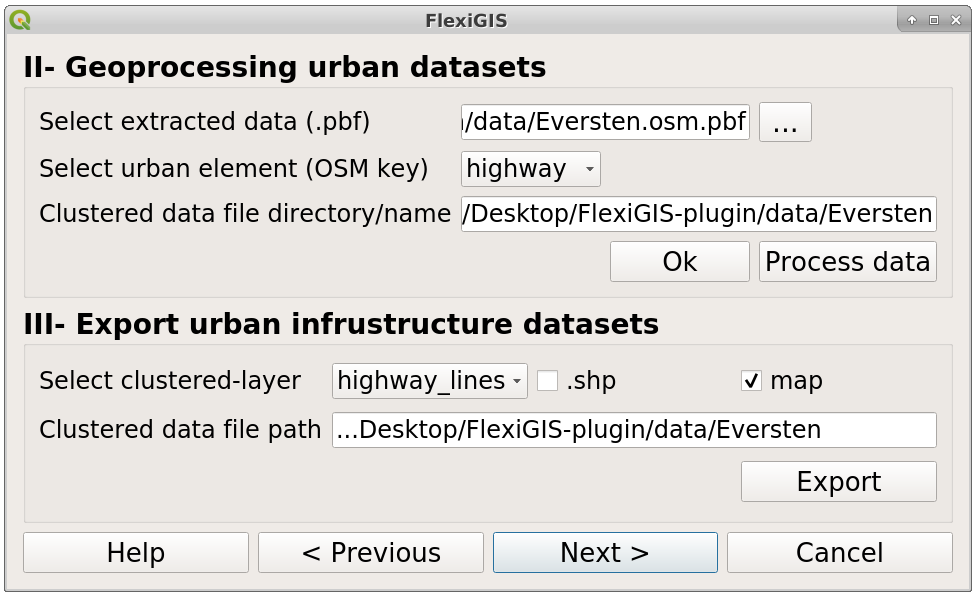 FlexiGIS
II- Geoprocessing urban datasets
Select extracted data (.pbf) /data/Eversten.osm.pbf ...
Select urban element (OSM key) highway
Clustered data file directory/name /Desktop/FlexiGIS-plugin/data/Eversten
Ok Process data
III- Export urban infrustructure datasets
Select clustered-layer highway_lines .shp map
Clustered data file path ...Desktop/FlexiGIS-plugin/data/Eversten
Export
Help < Previous Next > Cancel